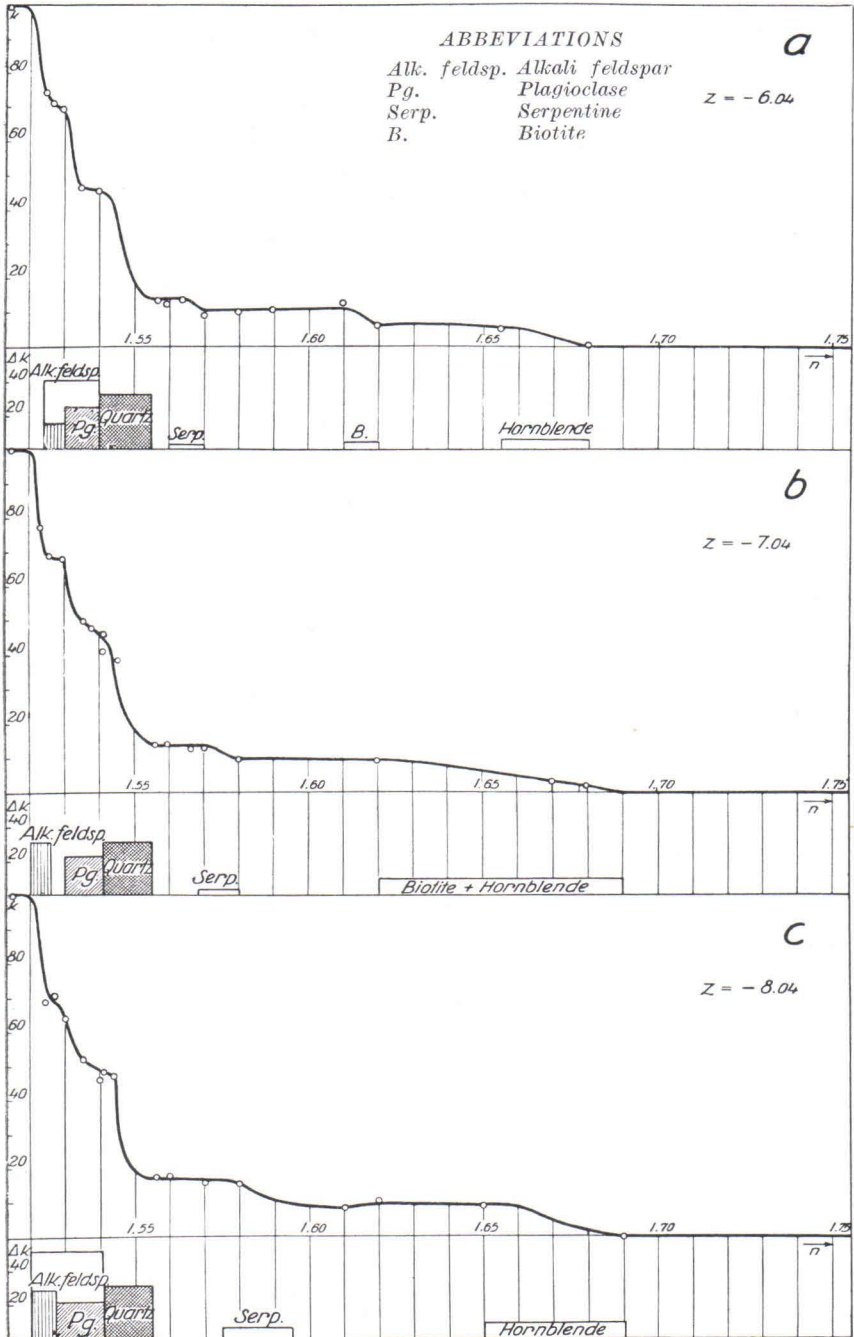 ABBEVIATIONS
Alk. feldsp. Alkali feldspar
Pg. Plagioclase
Serp. Serpentine
B. Biotite
a
z = - 6.04
k
80
60
40
20
1.55 1.60 1.65 1.70 1.75
n
Δk
40
20
Alk.feldsp.
Pg.
Quartz
Serp.
B.
Hornblende
b
z = - 7.04
80
60
40
20
1.55 1.60 1.65 1.70 1.75
n
Δk
40
20
Alk.feldsp.
Pg.
Quartz
Serp.
Biotite + Hornblende
c
z = - 8.04
k
80
60
40
20
1.55 1.60 1.65 1.70 1.75
n
Δk
40
20
Alk.feldsp.
Pg.
Quartz
Serp.
Hornblende